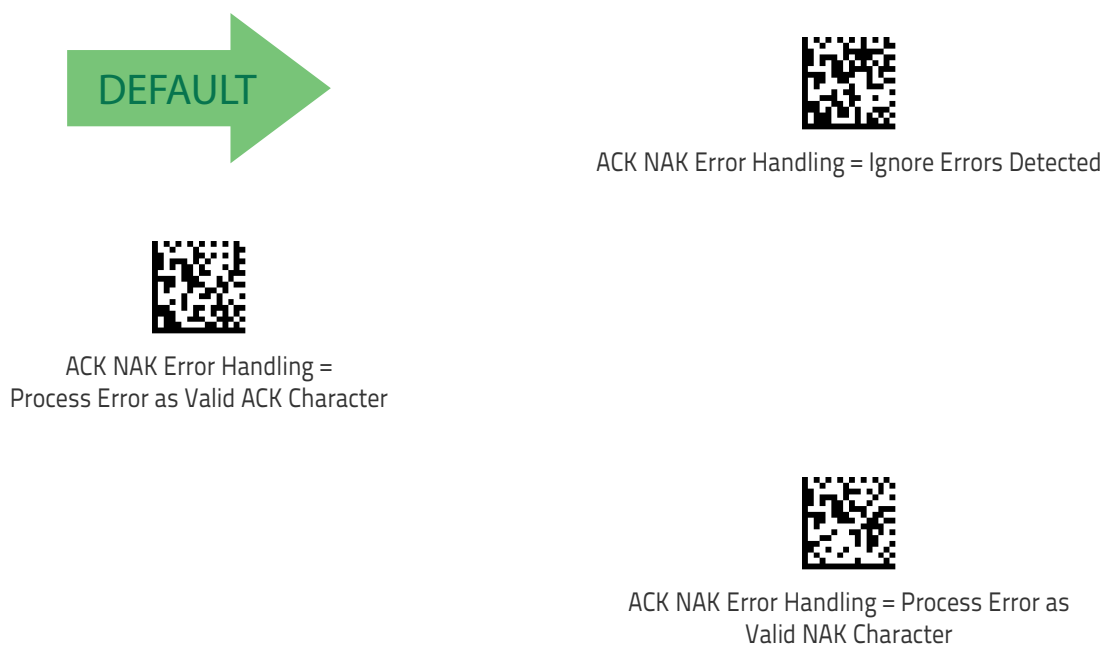 DEFAULT
ACK NAK Error Handling = Ignore Errors Detected
ACK NAK Error Handling =
Process Error as Valid ACK Character
ACK NAK Error Handling = Process Error as
Valid NAK Character